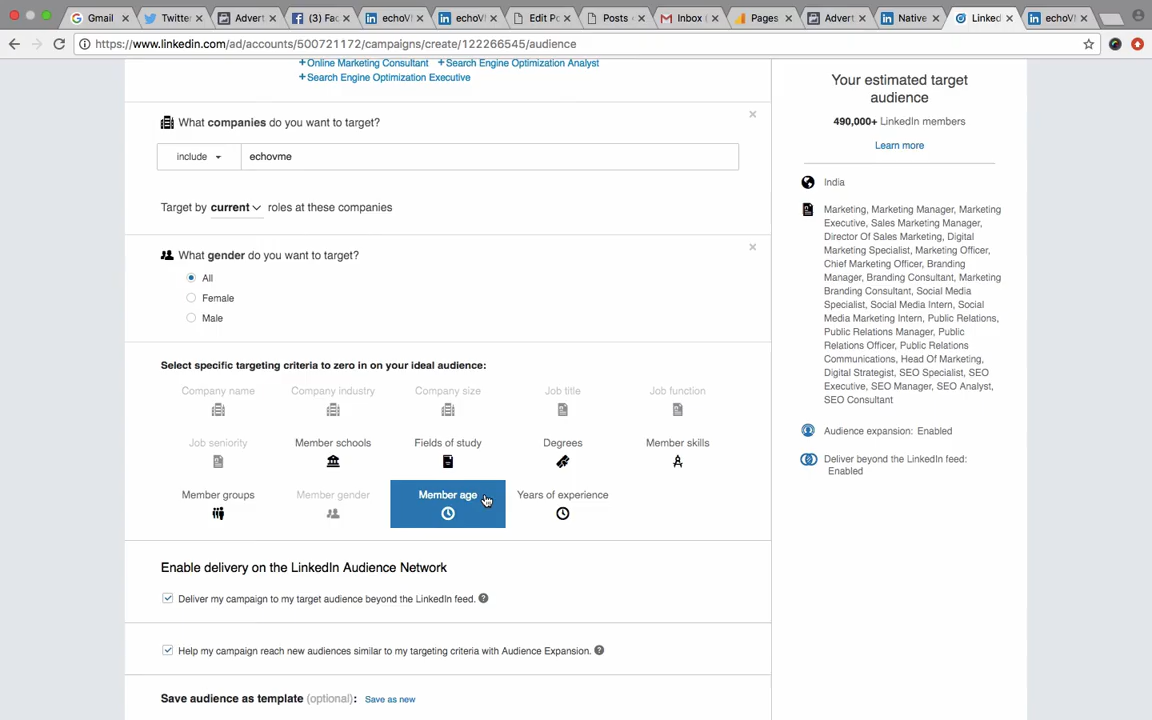 Gmail
Twitte
Advert
(3) Fac
echoVM
echoVM
Edit Po
Posts
Inbox (
Pages
Advert
Native
Linked
echoVM
https://www.linkedin.com/ad/accounts/500721172/campaigns/create/122266545/audience
+Online Marketing Consultant +Search Engine Optimization Analyst
+Search Engine Optimization Executive
What companies do you want to target?
include echovme
Target by current roles at these companies
What gender do you want to target?
All
Female
Male
Select specific targeting criteria to zero in on your ideal audience:
Company name Company industry Company size Job title Job function
Job seniority Member schools Fields of study Degrees Member skills
Member groups Member gender Member age Years of experience
Enable delivery on the LinkedIn Audience Network
Deliver my campaign to my target audience beyond the LinkedIn feed.
Help my campaign reach new audiences similar to my targeting criteria with Audience Expansion.
Save audience as template (optional): Save as new
Your estimated target
audience
490,000+ LinkedIn members
Learn more
India
Marketing, Marketing Manager, Marketing
Executive, Sales Marketing Manager,
Director Of Sales Marketing, Digital
Marketing Specialist, Marketing Officer,
Chief Marketing Officer, Branding
Manager, Branding Consultant, Marketing
Branding Consultant, Social Media
Specialist, Social Media Intern, Social
Media Marketing Intern, Public Relations,
Public Relations Manager, Public
Relations Officer, Public Relations
Communications, Head Of Marketing,
Digital Strategist, SEO Specialist, SEO
Executive, SEO Manager, SEO Analyst,
SEO Consultant
Audience expansion: Enabled
Deliver beyond the LinkedIn feed:
Enabled